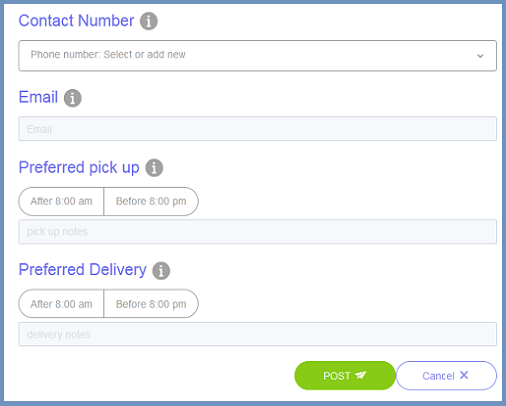 Contact Number
Phone number: Select or add new
Email
Email
Preferred pick up
After 8:00 am Before 8:00 pm
pick up notes
Preferred Delivery
After 8:00 am Before 8:00 pm
delivery notes
POST Cancel